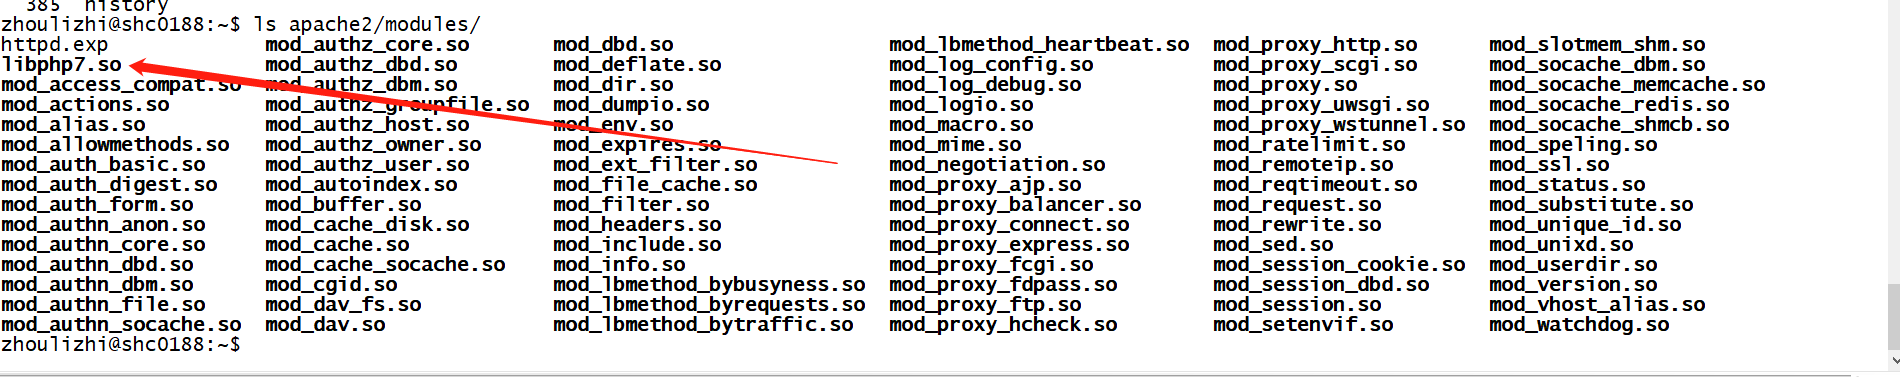 385  history
zhoulizhi@shc0188:~$ ls apache2/modules/
httpd.exp mod_authz_core.so mod_dbd.so mod_lbmethod_heartbeat.so mod_proxy_http.so mod_slotmem_shm.so
libphp7.so mod_authz_dbd.so mod_deflate.so mod_log_config.so mod_proxy_scgi.so mod_socache_dbm.so
mod_access_compat.so mod_authz_dbm.so mod_dir.so mod_log_debug.so mod_proxy.so mod_socache_memcache.so
mod_actions.so mod_authz_groupfile.so mod_dumpio.so mod_logio.so mod_proxy_uwsgi.so mod_socache_redis.so
mod_alias.so mod_authz_host.so mod_env.so mod_macro.so mod_proxy_wstunnel.so mod_socache_shmcb.so
mod_allowmethods.so mod_authz_owner.so mod_expires.so mod_mime.so mod_ratelimit.so mod_speling.so
mod_auth_basic.so mod_authz_user.so mod_ext_filter.so mod_negotiation.so mod_remoteip.so mod_ssl.so
mod_auth_digest.so mod_autoindex.so mod_file_cache.so mod_proxy_ajp.so mod_reqtimeout.so mod_status.so
mod_auth_form.so mod_buffer.so mod_filter.so mod_proxy_balancer.so mod_request.so mod_substitute.so
mod_authn_anon.so mod_cache_disk.so mod_headers.so mod_proxy_connect.so mod_rewrite.so mod_unique_id.so
mod_authn_core.so mod_cache.so mod_include.so mod_proxy_express.so mod_sed.so mod_unixd.so
mod_authn_dbd.so mod_cache_socache.so mod_info.so mod_proxy_fcgi.so mod_session_cookie.so mod_userdir.so
mod_authn_dbm.so mod_cgid.so mod_lbmethod_bybusyness.so mod_proxy_fdpass.so mod_session_dbd.so mod_version.so
mod_authn_file.so mod_dav_fs.so mod_lbmethod_byrequests.so mod_proxy_ftp.so mod_session.so mod_vhost_alias.so
mod_authn_socache.so mod_dav.so mod_lbmethod_bytraffic.so mod_proxy_hcheck.so mod_setenvif.so mod_watchdog.so
zhoulizhi@shc0188:~$